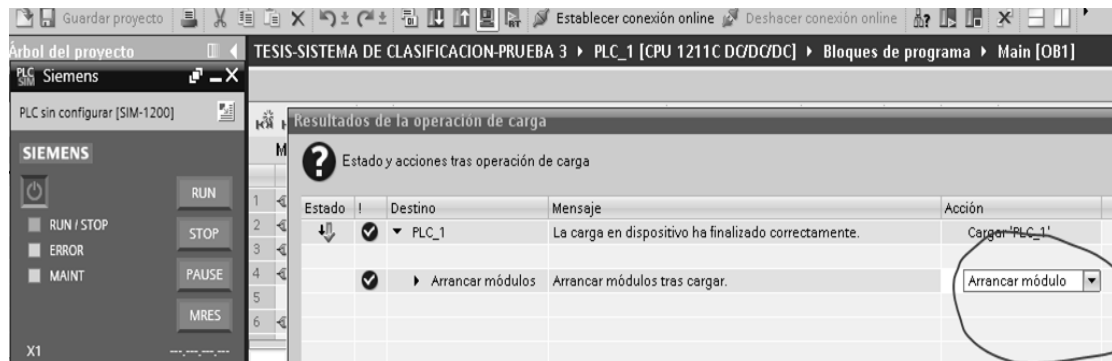 Guardar proyecto
Establecer conexión online
Deshacer conexión online
Árbol del proyecto
TESIS-SISTEMA DE CLASIFICACION-PRUEBA 3 ▸ PLC_1 [CPU 1211C DC/DC/DC] ▸ Bloques de programa ▸ Main [OB1]
PLC SIM Siemens
PLC sin configurar [SIM-1200]
SIEMENS
RUN
RUN / STOP
STOP
ERROR
MAINT
PAUSE
MRES
X1 ---.---.---.---
M
1
2
3
4
5
6
Resultados de la operación de carga
Estado y acciones tras operación de carga
Estado ! Destino Mensaje Acción
PLC_1 La carga en dispositivo ha finalizado correctamente. Cargar 'PLC_1'
Arrancar módulos Arrancar módulos tras cargar. Arrancar módulo